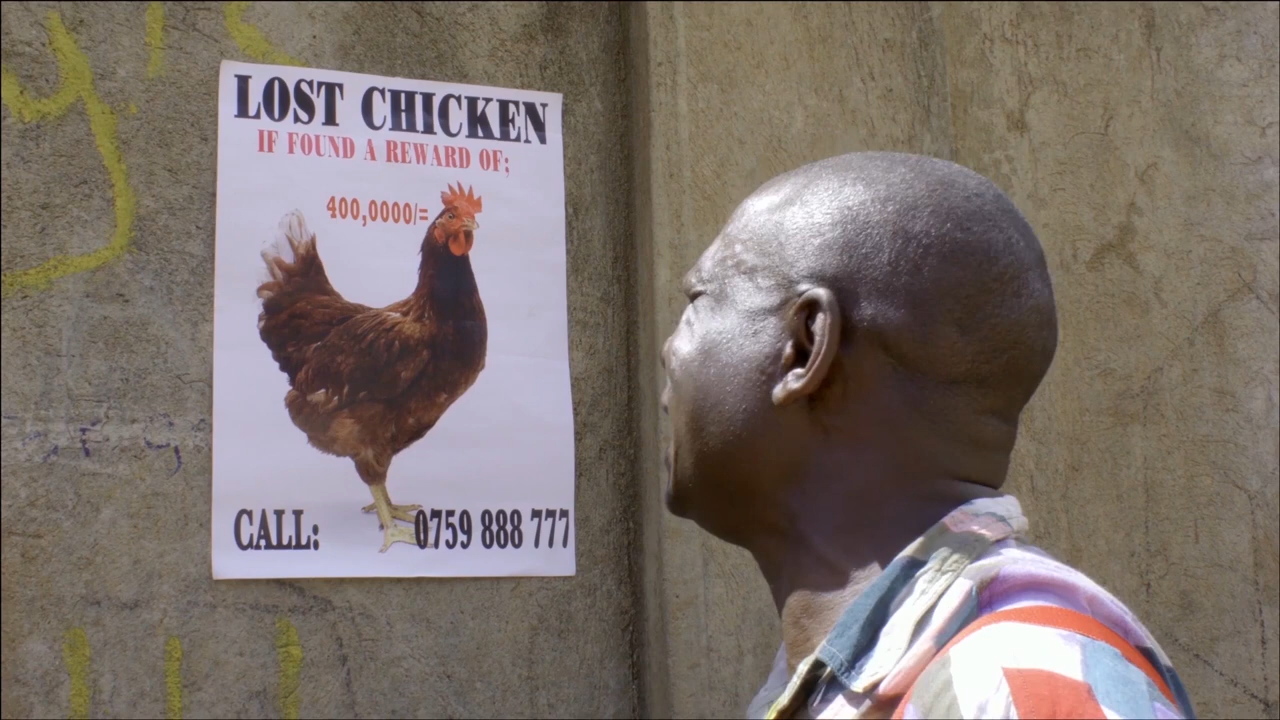 LOST CHICKEN
IF FOUND A REWARD OF;
400,0000/=
CALL: 0759 888 777